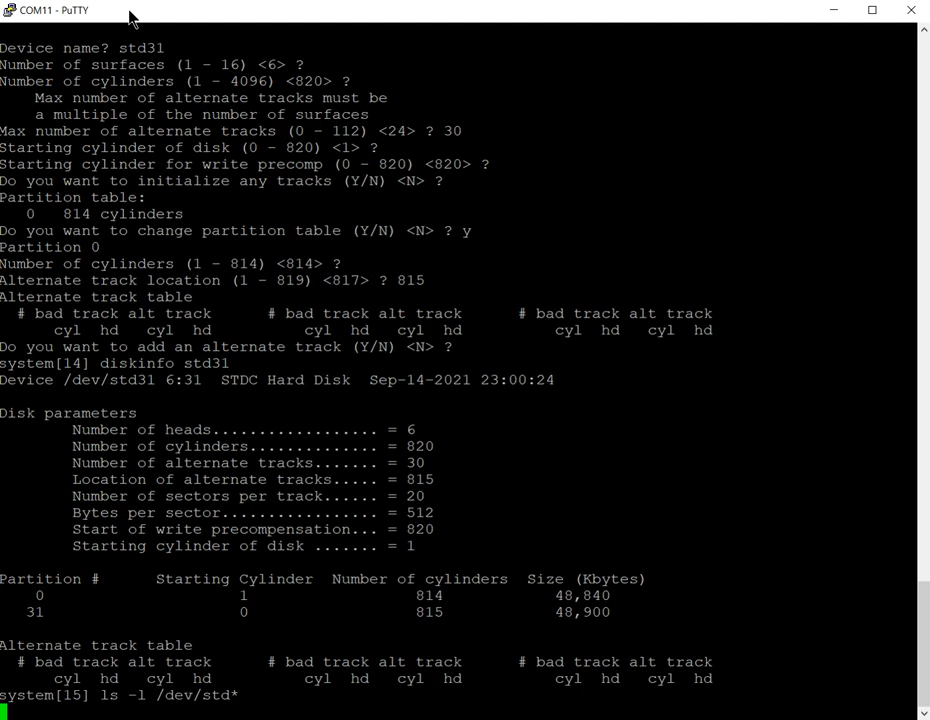 COM11 - PuTTY
Device name? std31
Number of surfaces (1 - 16) <6> ?
Number of cylinders (1 - 4096) <820> ?
Max number of alternate tracks must be
a multiple of the number of surfaces
Max number of alternate tracks (0 - 112) <24> ? 30
Starting cylinder of disk (0 - 820) <1> ?
Starting cylinder for write precomp (0 - 820) <820> ?
Do you want to initialize any tracks (Y/N) <N> ?
Partition table:
0 814 cylinders
Do you want to change partition table (Y/N) <N> ? y
Partition 0
Number of cylinders (1 - 814) <814> ?
Alternate track location (1 - 819) <817> ? 815
Alternate track table
# bad track alt track # bad track alt track # bad track alt track
cyl hd cyl hd cyl hd cyl hd cyl hd cyl hd
Do you want to add an alternate track (Y/N) <N> ?
system[14] diskinfo std31
Device /dev/std31 6:31 STDC Hard Disk Sep-14-2021 23:00:24
Disk parameters
Number of heads.................. = 6
Number of cylinders.............. = 820
Number of alternate tracks....... = 30
Location of alternate tracks..... = 815
Number of sectors per track...... = 20
Bytes per sector................. = 512
Start of write precompensation... = 820
Starting cylinder of disk ....... = 1
Partition # Starting Cylinder Number of cylinders Size (Kbytes)
0 1 814 48,840
31 0 815 48,900
Alternate track table
# bad track alt track # bad track alt track # bad track alt track
cyl hd cyl hd cyl hd cyl hd cyl hd cyl hd
system[15] ls -l /dev/std*